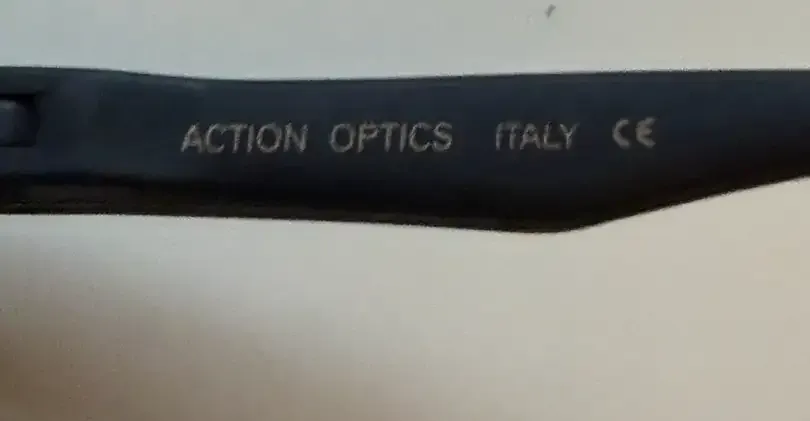 ACTION OPTICS ITALY CE